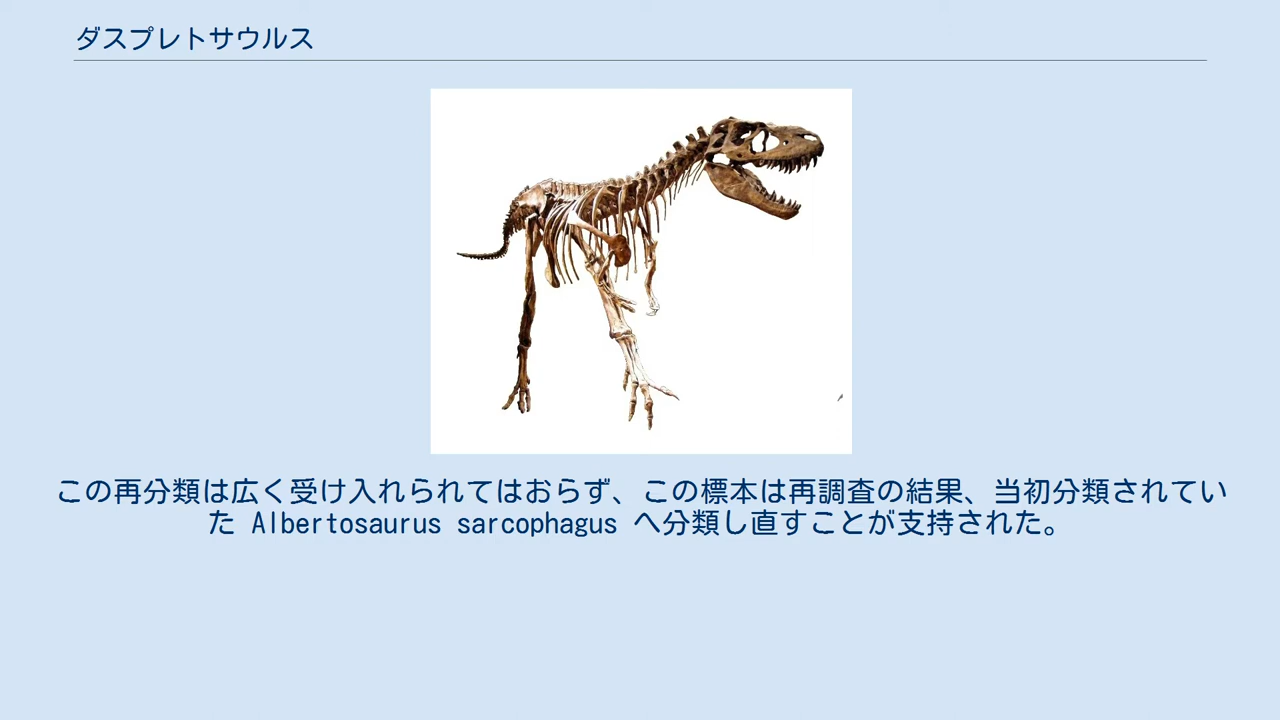 ダスプレトサウルス
この再分類は広く受け入れられてはおらず、この標本は再調査の結果、当初分類されてい
た Albertosaurus sarcophagus へ分類し直すことが支持された。